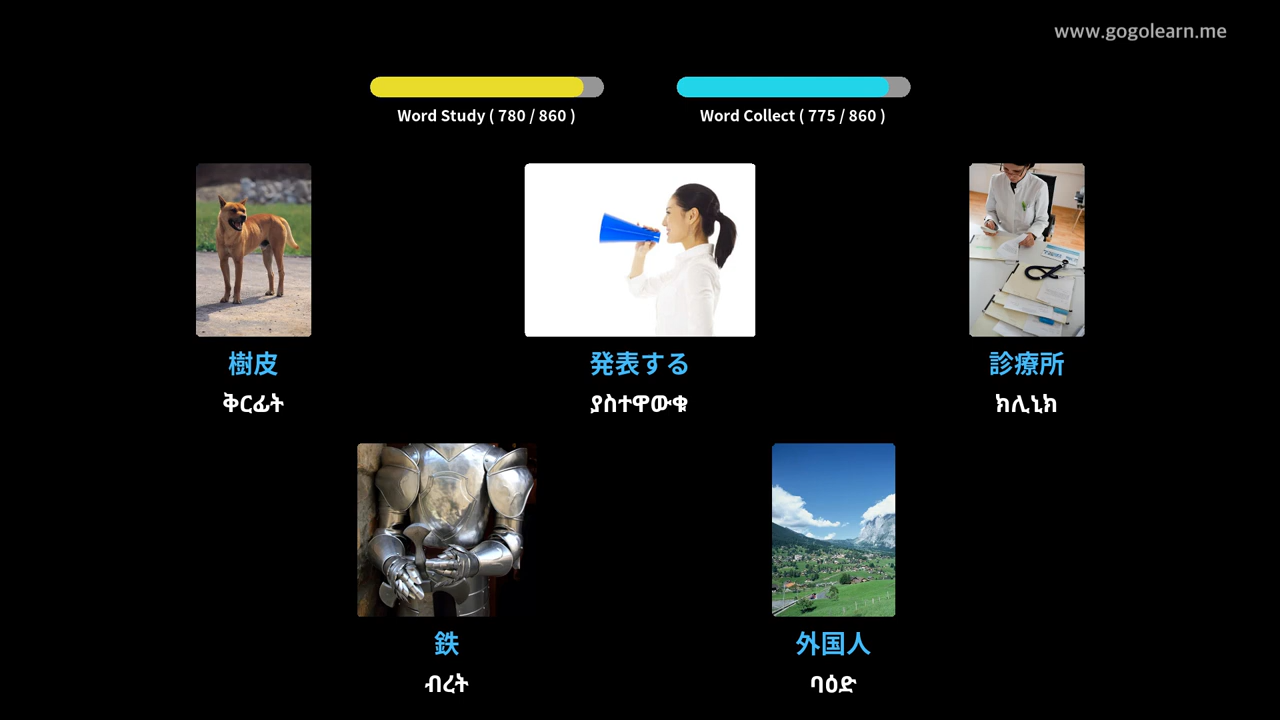 www.gogolearn.me
Word Study ( 780 / 860 )
Word Collect ( 775 / 860 )
樹皮
ቅርፊት
発表する
ያስተዋውቁ
診療所
ክሊኒክ
鉄
ብረት
外国人
ባዕድ